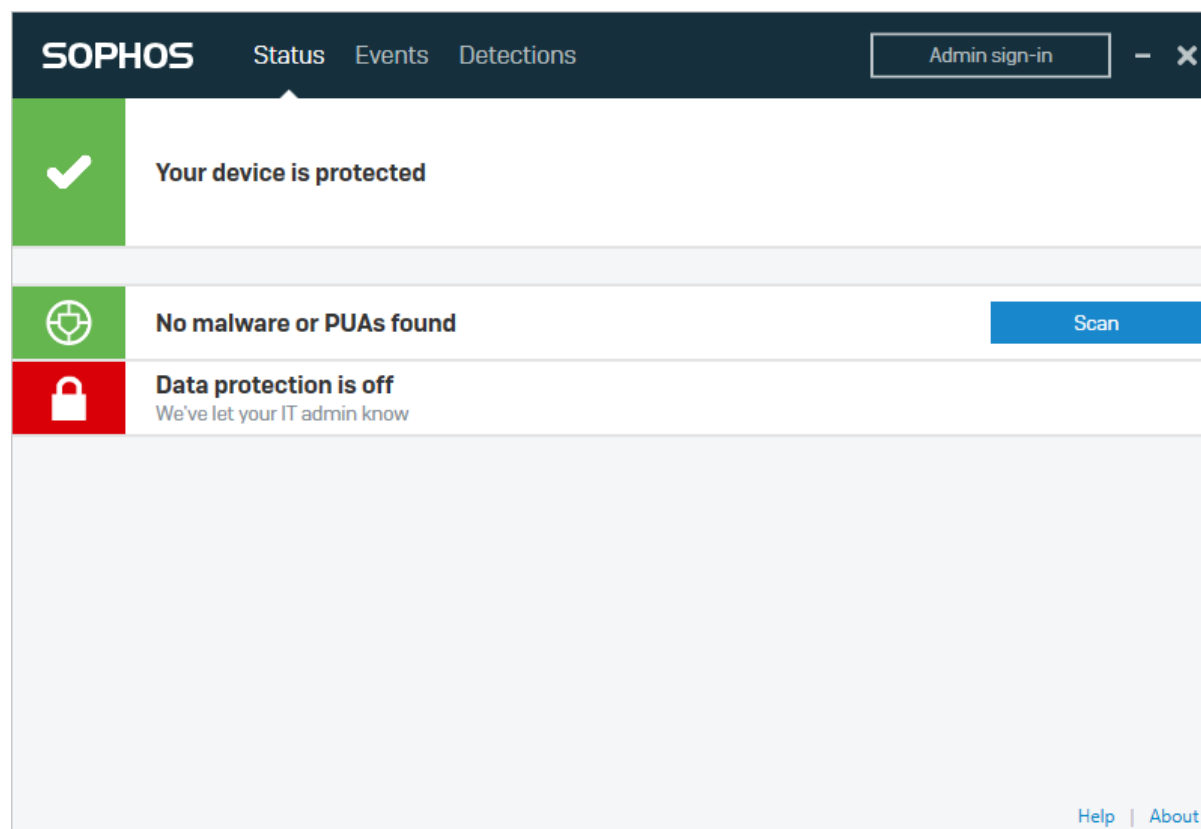 SOPHOS Status Events Detections Admin sign-in
Your device is protected
No malware or PUAs found Scan
Data protection is off
We've let your IT admin know
Help | About